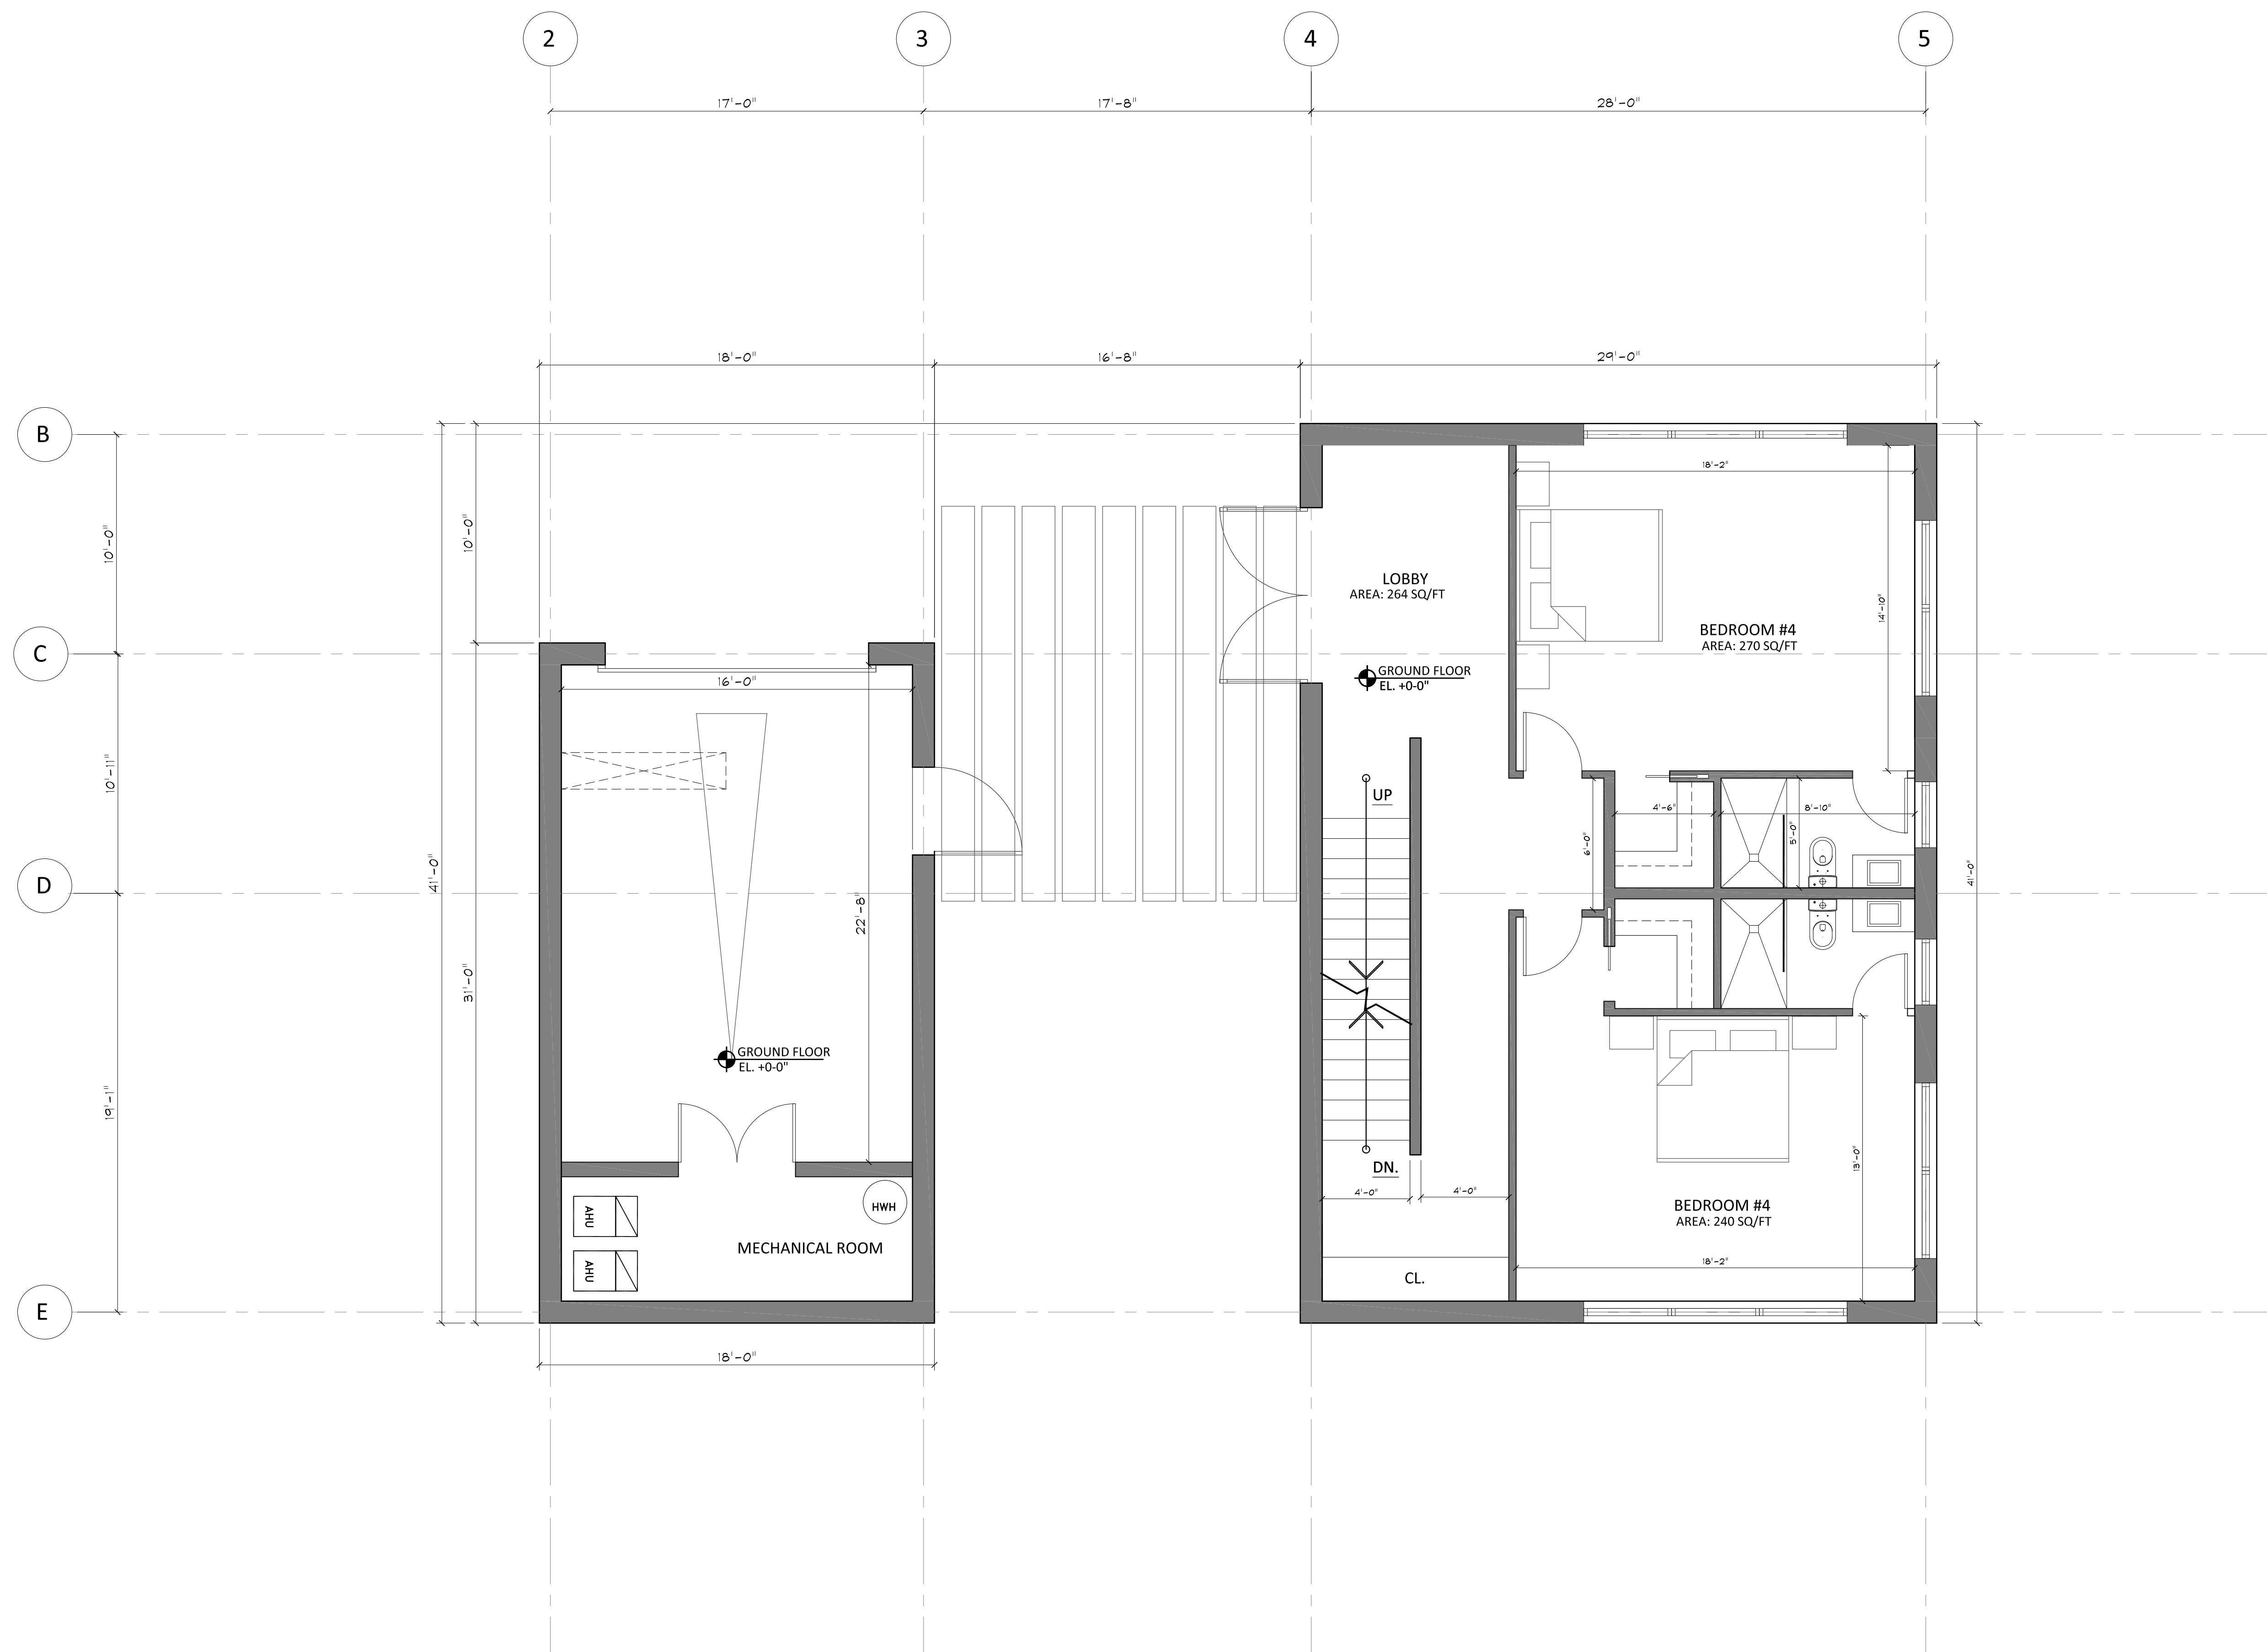 2
3
4
5
17'-0"
17'-8"
28'-0"
18'-0"
16'-8"
29'-0"
B
18'-2"
10'-0"
10'-0"
LOBBY
AREA: 264 SQ/FT
14'-10"
BEDROOM #4
AREA: 270 SQ/FT
C
GROUND FLOOR
EL. +0-0"
16'-0"
10'-11"
UP
4'-6"
8'-10"
5'-0"
6'-0"
41'-0"
41'-0"
D
22'-8"
31'-0"
GROUND FLOOR
EL. +0-0"
19'-1"
DN.
13'-0"
4'-0"
4'-0"
HWH
AHU
BEDROOM #4
AREA: 240 SQ/FT
MECHANICAL ROOM
18'-2"
AHU
CL.
E
18'-0"